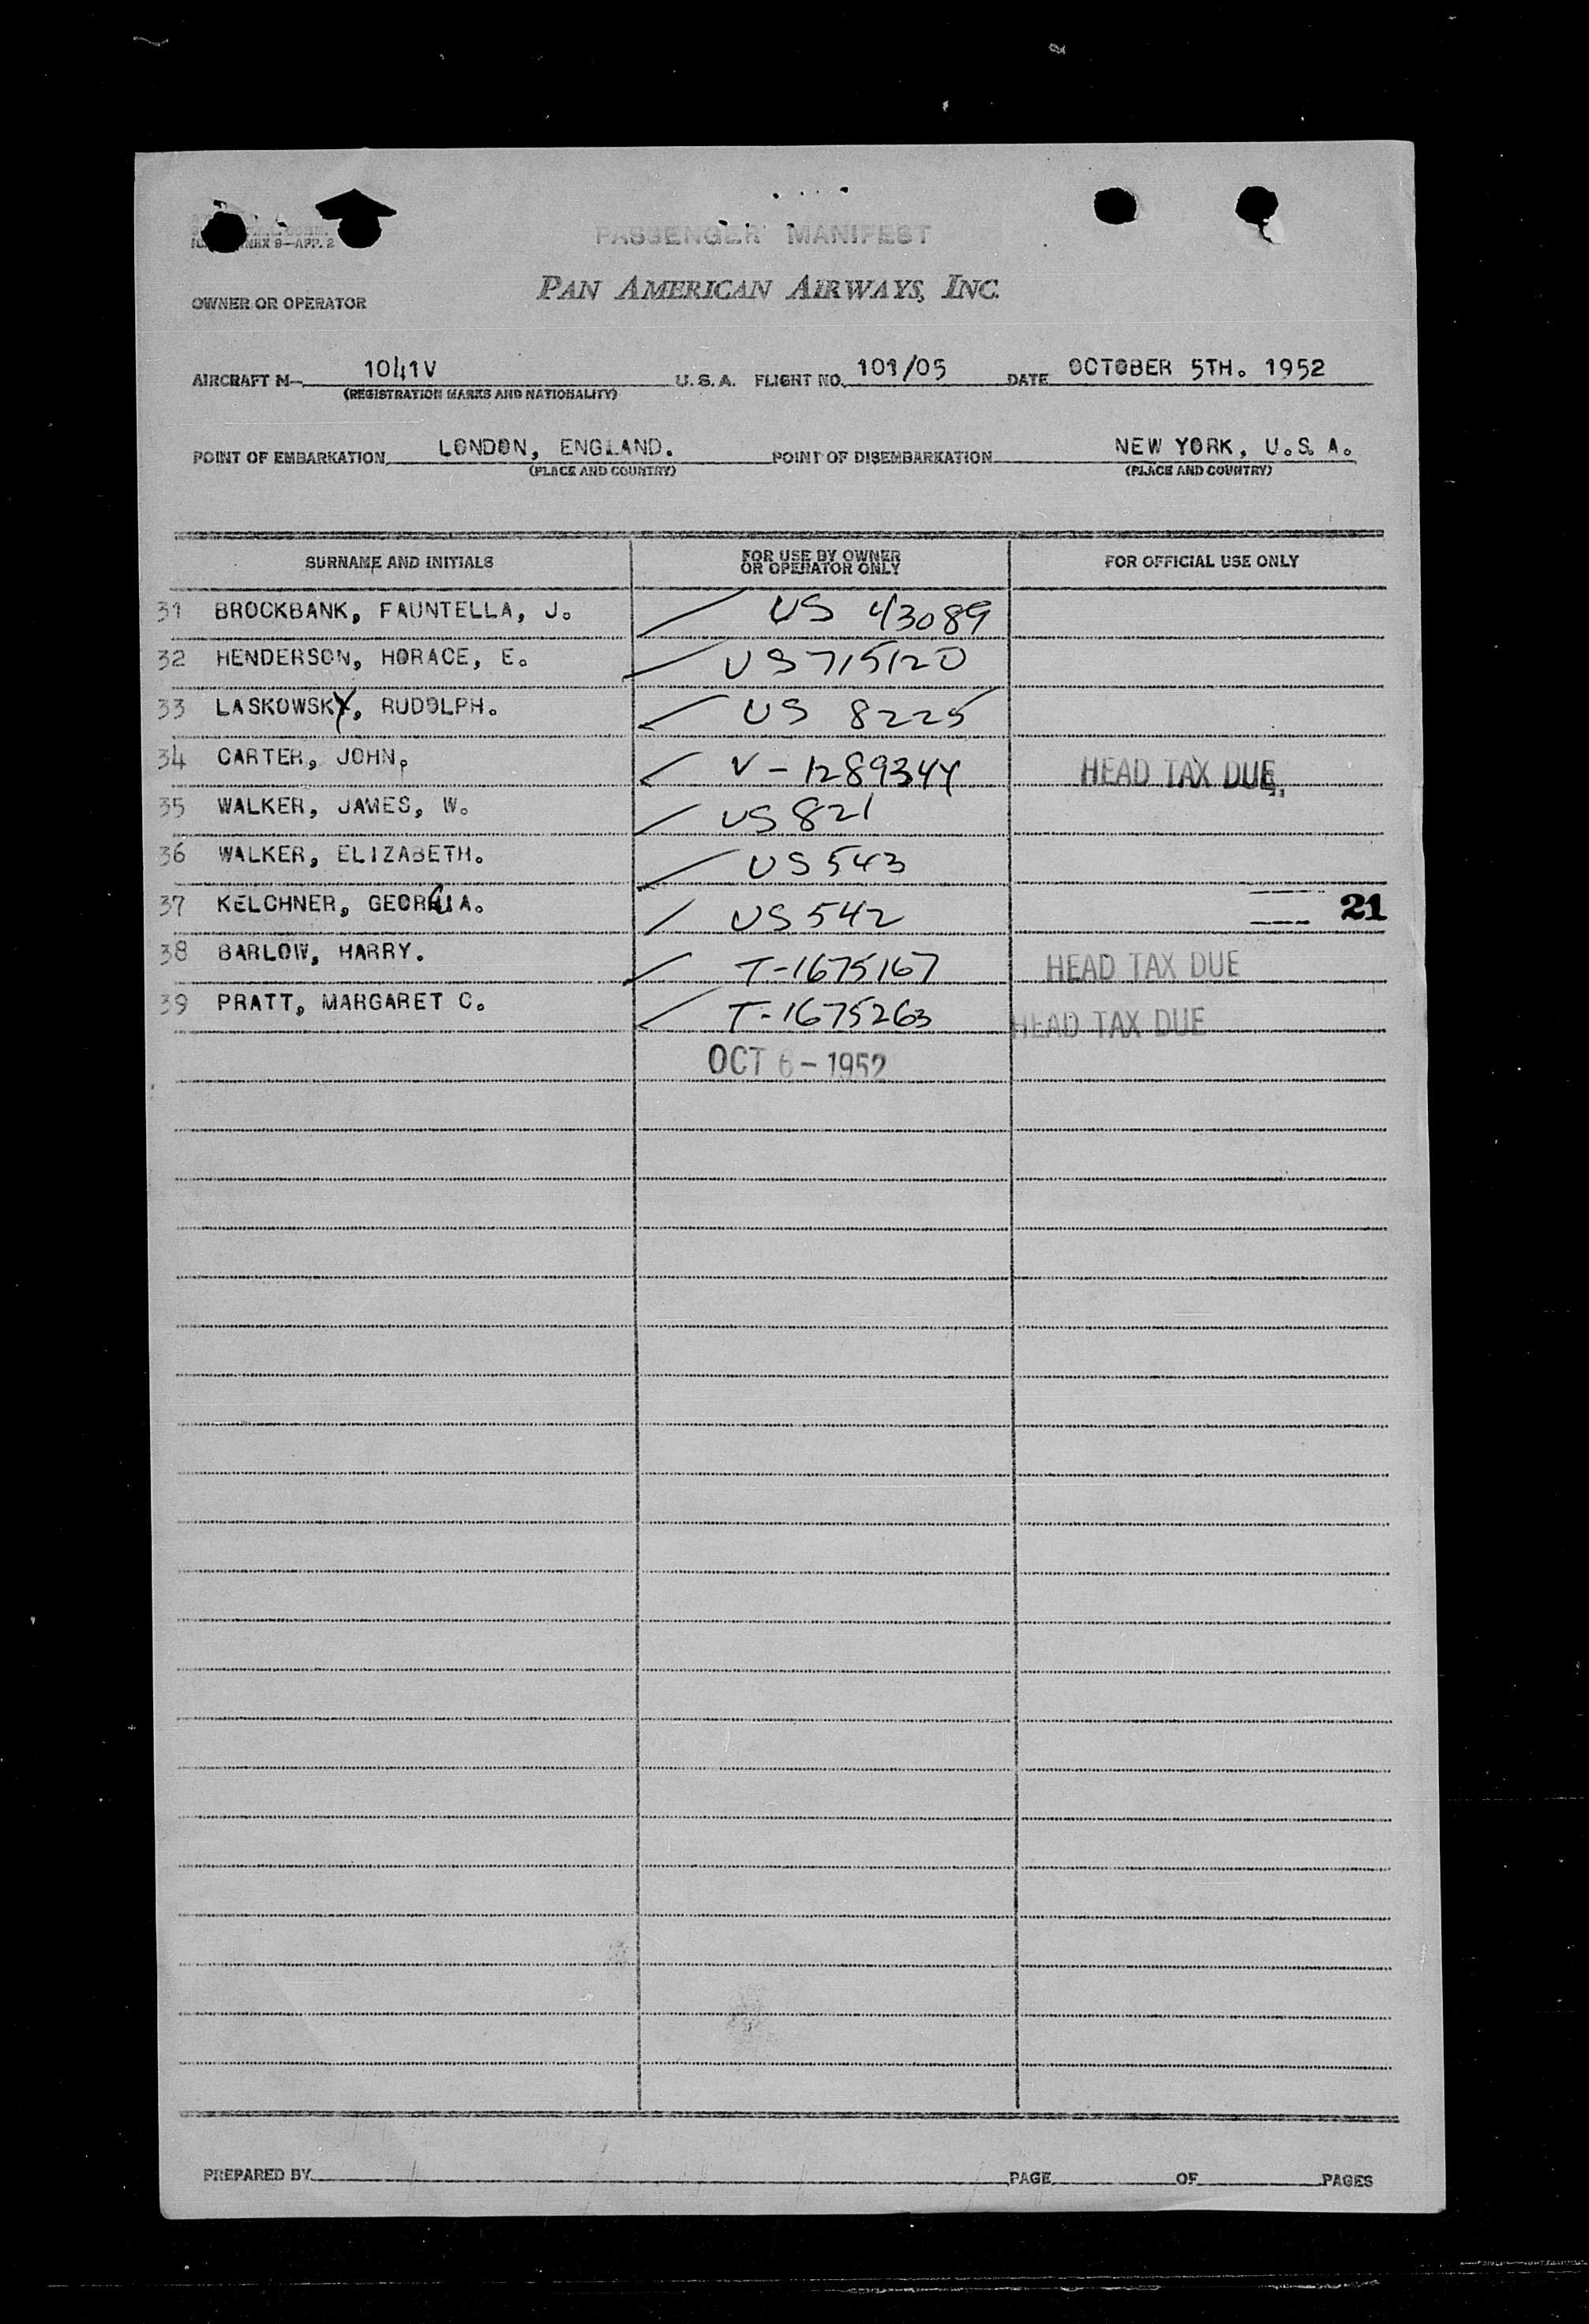 PASSENGER MANIFEST
9—APP. 2
PAN AMERICAN AIRWAYS, INC.
OWNER OR OPERATOR
AIRCRAFT N— 1041V U. S. A. FLIGHT NO. 101/05 DATE OCTOBER 5TH. 1952
(REGISTRATION MARKS AND NATIONALITY)
POINT OF EMBARKATION LONDON, ENGLAND. POINT OF DISEMBARKATION NEW YORK, U.S.A.
(PLACE AND COUNTRY) (PLACE AND COUNTRY)
SURNAME AND INITIALS FOR USE BY OWNER OR OPERATOR ONLY FOR OFFICIAL USE ONLY
31 BROCKBANK, FAUNTELLA, J. US 43089
32 HENDERSON, HORACE, E. US 715120
33 LASKOWSKY, RUDOLPH. US 8225
34 CARTER, JOHN, V-1289344 HEAD TAX DUE
35 WALKER, JAMES, W. US 821
36 WALKER, ELIZABETH. US 543
37 KELCHNER, GEORGIA. US 542 21
38 BARLOW, HARRY. T-1675167 HEAD TAX DUE
39 PRATT, MARGARET C. T-1675263 HEAD TAX DUE
OCT 6-1952
PREPARED BY PAGE OF PAGES